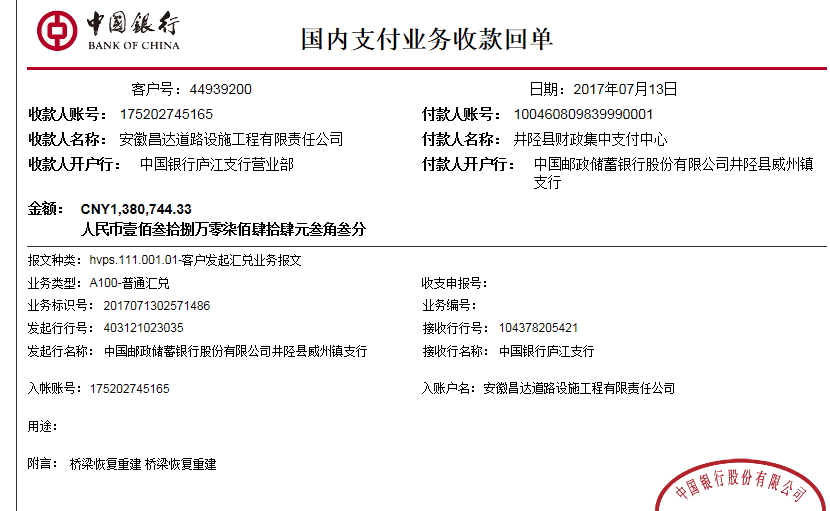 中国银行
BANK OF CHINA
国内支付业务收款回单
客户号：44939200 日期：2017年07月13日
收款人账号：175202745165 付款人账号：100460809839990001
收款人名称：安徽昌达道路设施工程有限责任公司 付款人名称：井陉县财政集中支付中心
收款人开户行：中国银行庐江支行营业部 付款人开户行：中国邮政储蓄银行股份有限公司井陉县威州镇
支行
金额：CNY1,380,744.33
人民币壹佰叁拾捌万零柒佰肆拾肆元叁角叁分
报文种类：hvps.111.001.01-客户发起汇兑业务报文
业务类型：A100-普通汇兑 收支申报号：
业务标识号：2017071302571486 业务编号：
发起行行号：403121023035 接收行行号：104378205421
发起行名称：中国邮政储蓄银行股份有限公司井陉县威州镇支行 接收行名称：中国银行庐江支行
入帐账号：175202745165 入账户名：安徽昌达道路设施工程有限责任公司
用途：
附言：桥梁恢复重建 桥梁恢复重建
中国银行股份有限公司